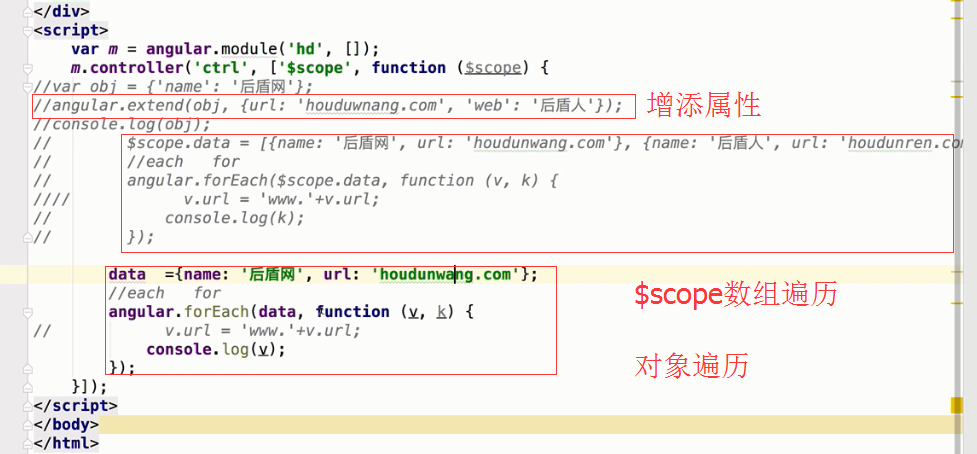 </div>
<script>
var m = angular.module('hd', []);
m.controller('ctrl', ['$scope', function ($scope) {
//var obj = {'name': '后盾网'};
//angular.extend(obj, {url: 'houduwnang.com', 'web': '后盾人'}); 增添属性
//console.log(obj);
// $scope.data = [{name: '后盾网', url: 'houdunwang.com'}, {name: '后盾人', url: 'houdunren.com
// //each for
// angular.forEach($scope.data, function (v, k) {
//// v.url = 'www.'+v.url;
// console.log(k);
// });
data ={name: '后盾网', url: 'houdunwang.com'};
//each for
$scope数组遍历
angular.forEach(data, function (v, k) {
// v.url = 'www.'+v.url;
console.log(v);
});
对象遍历
}]);
</script>
</body>
</html>